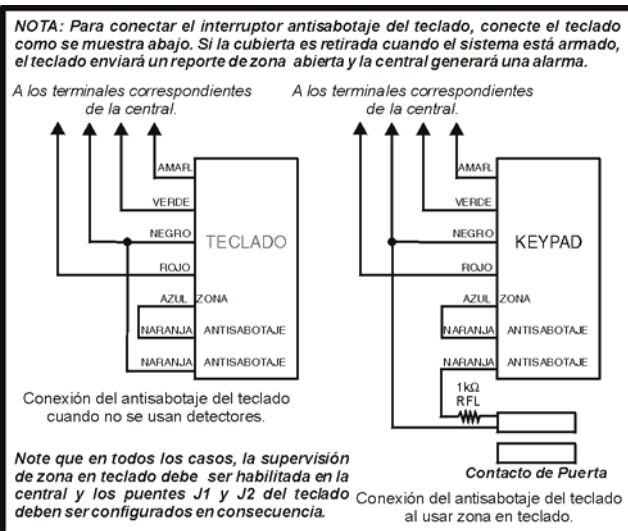 NOTA: Para conectar el interruptor antisabotaje del teclado, conecte el teclado
como se muestra abajo. Si la cubierta es retirada cuando el sistema está armado,
el teclado enviará un reporte de zona abierta y la central generará una alarma.
A los terminales correspondientes
de la central.
AMAR.
VERDE
NEGRO
TECLADO
ROJO
AZUL ZONA
NARANJA ANTISABOTAJE
NARANJA ANTISABOTAJE
Conexión del antisabotaje del teclado
cuando no se usan detectores.
A los terminales correspondientes
de la central.
AMAR.
VERDE
NEGRO
KEYPAD
ROJO
AZUL ZONA
NARANJA ANTISABOTAJE
NARANJA ANTISABOTAJE
1kΩ
RFL
Contacto de Puerta
Conexión del antisabotaje del teclado
al usar zona en teclado.
Note que en todos los casos, la supervisión
de zona en teclado debe ser habilitada en la
central y los puentes J1 y J2 del teclado
deben ser configurados en consecuencia.